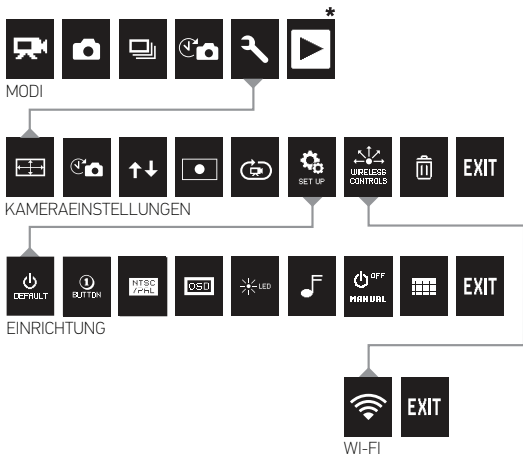 *
MODI
SET UP
WIRELESS
CONTROLS
EXIT
KAMERAEINSTELLUNGEN
DEFAULT
1
BUTTON
NTSC
/PAL
OSD
LED
OFF
MANUAL
EXIT
EINRICHTUNG
EXIT
WI-FI